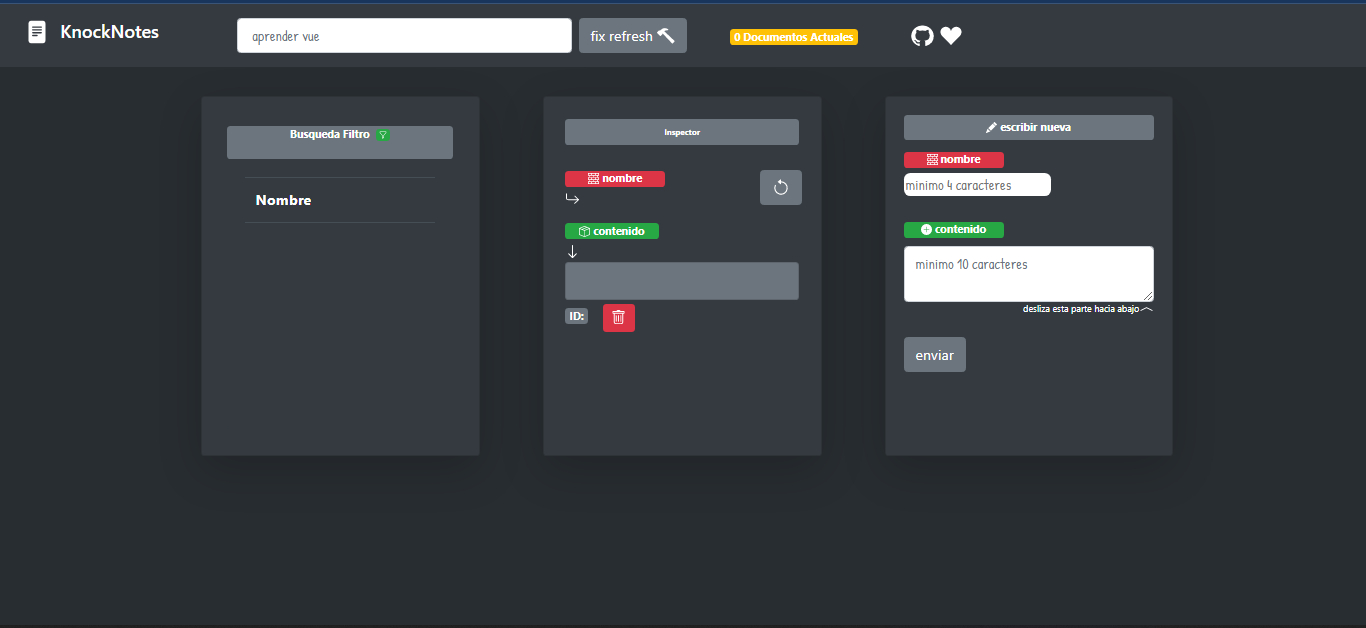 KnockNotes
aprender vue
fix refresh
0 Documentos Actuales
Busqueda Filtro
Nombre
Inspector
nombre
contenido
ID:
escribir nueva
nombre
minimo 4 caracteres
contenido
minimo 10 caracteres
desliza esta parte hacia abajo
enviar